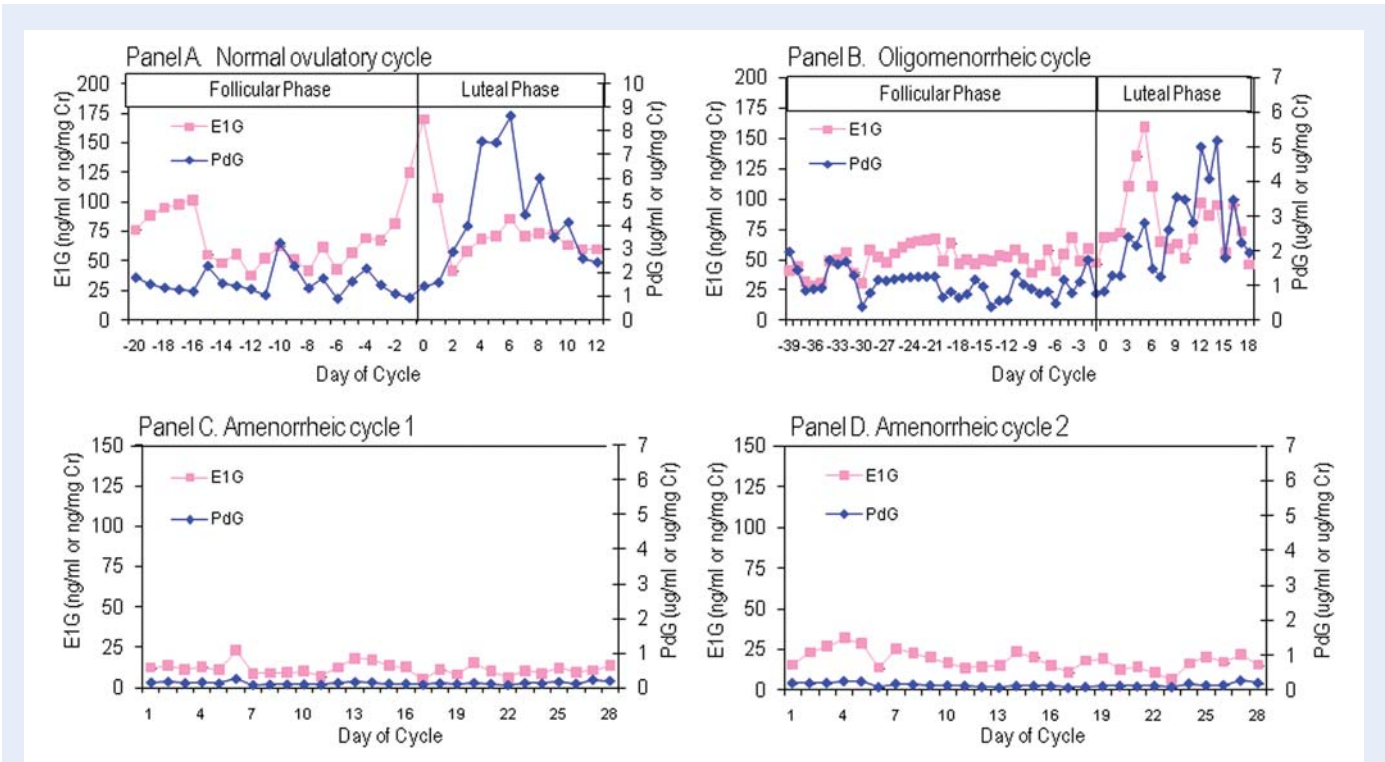 Panel A. Normal ovulatory cycle
200
175
150
125
100
75
50
25
0
E1G (ng/ml or ng/mg Cr)
Follicular Phase
Luteal Phase
E1G
PdG
10
9
8
7
6
5
4
3
2
1
0
PdG (ug/ml or ug/mg Cr)
-20 -18 -16 -14 -12 -10 -8 -6 -4 -2 0 2 4 6 8 10 12
Day of Cycle
Panel B. Oligomenorrheic cycle
200
175
150
125
100
75
50
25
0
E1G (ng/ml or ng/mg Cr)
Follicular Phase
Luteal Phase
E1G
PdG
7
6
5
4
3
2
1
0
PdG (ug/ml or ug/mg Cr)
-39 -36 -33 -30 -27 -24 -21 -18 -15 -12 -9 -6 -3 0 3 6 9 12 15 18
Day of Cycle
Panel C. Amenorrheic cycle 1
150
125
100
75
50
25
0
E1G (ng/ml or ng/mg Cr)
E1G
PdG
7
6
5
4
3
2
1
0
PdG (ug/ml or ug/mg Cr)
1 4 7 10 13 16 19 22 25 28
Day of Cycle
Panel D. Amenorrheic cycle 2
150
125
100
75
50
25
0
E1G (ng/ml or ng/mg Cr)
E1G
PdG
7
6
5
4
3
2
1
0
PdG (ug/ml or ug/mg Cr)
1 4 7 10 13 16 19 22 25 28
Day of Cycle